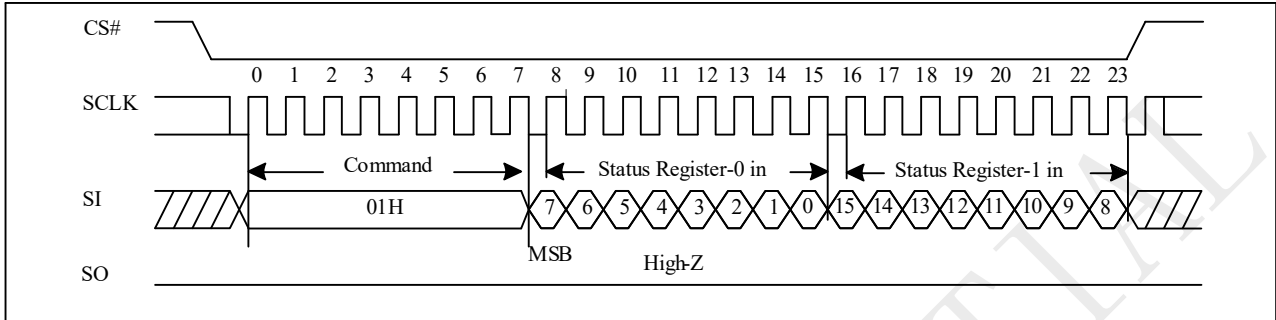 CS#
0 1 2 3 4 5 6 7 8 9 10 11 12 13 14 15 16 17 18 19 20 21 22 23
SCLK
Command Status Register-0 in Status Register-1 in
SI 01H 7 6 5 4 3 2 1 0 15 14 13 12 11 10 9 8
MSB High-Z
SO
TIAL